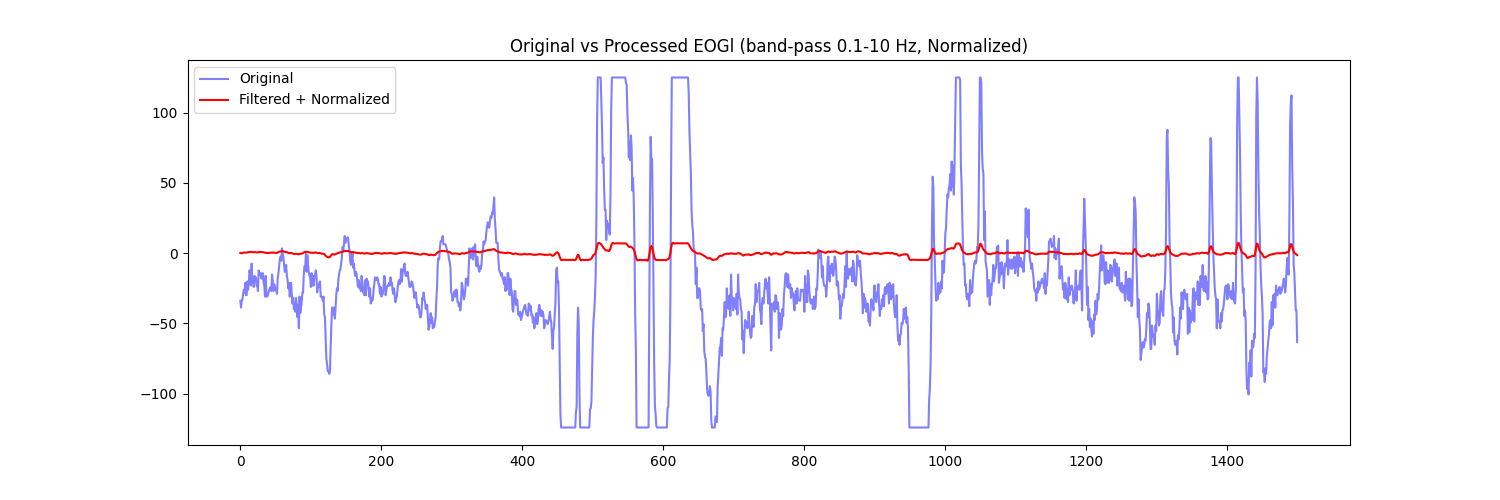 Original vs Processed EOGl (band-pass 0.1-10 Hz, Normalized)
Original
Filtered + Normalized
100
50
0
−50
−100
0 200 400 600 800 1000 1200 1400